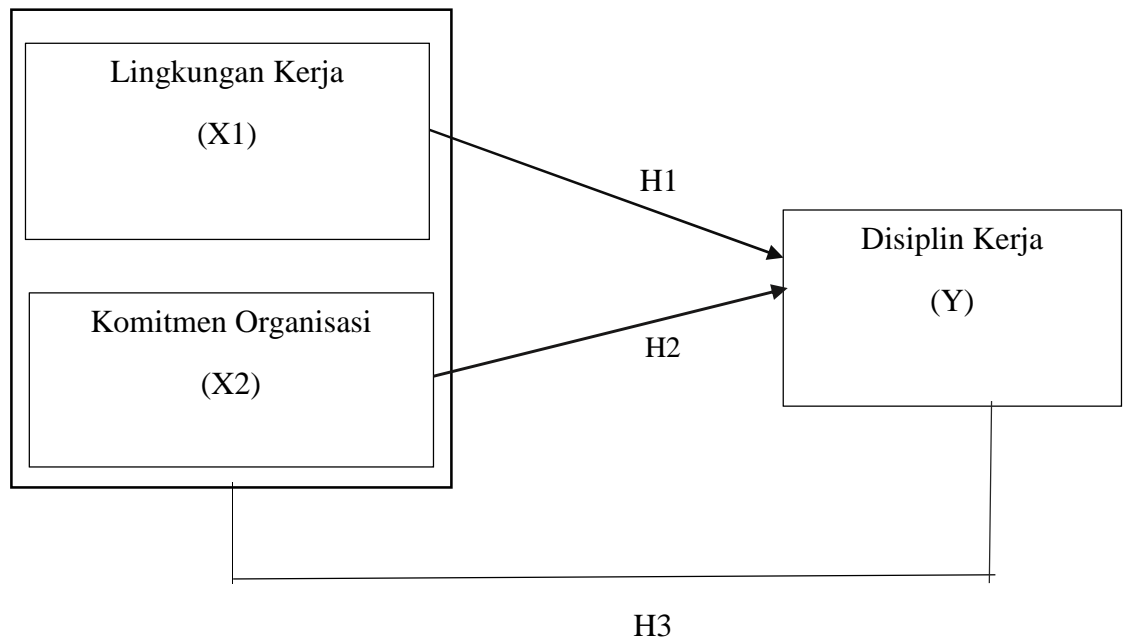 Lingkungan Kerja
(X1)
H1
Disiplin Kerja
(Y)
Komitmen Organisasi
(X2)
H2
H3